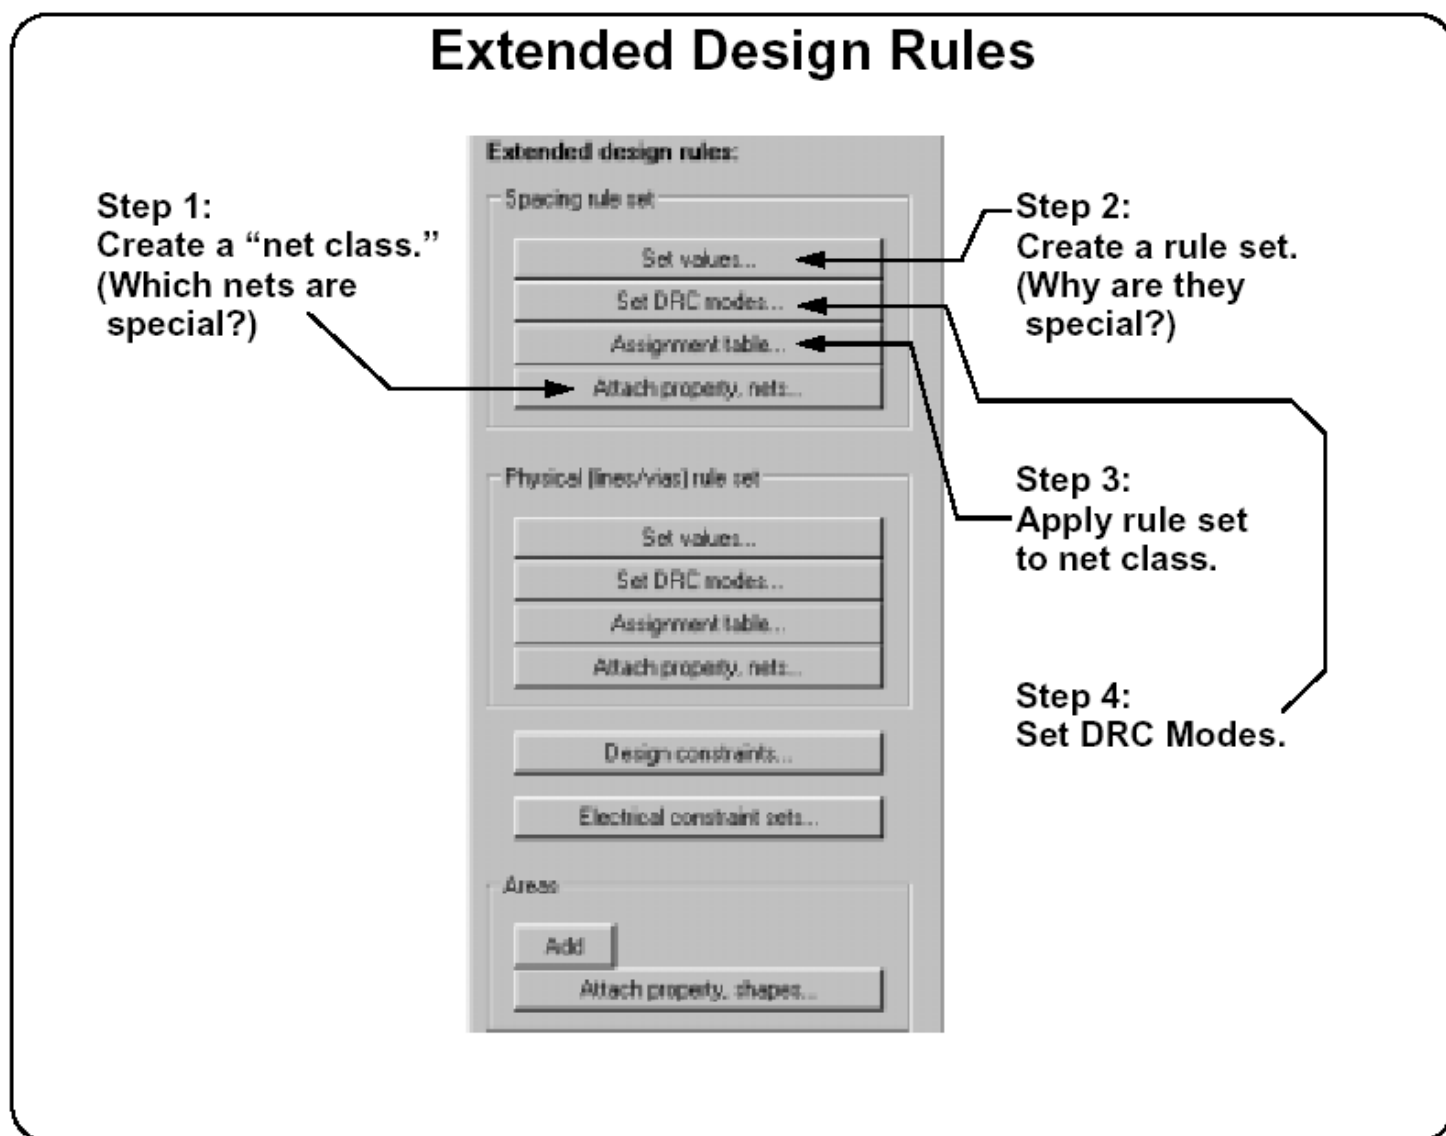 Extended Design Rules
Extended design rules:
Step 1:
Create a “net class.”
(Which nets are
special?)
Spacing rule set
Set values...
Set DRC modes...
Assignment table...
Attach property, nets...
Step 2:
Create a rule set.
(Why are they
special?)
Physical (lines/vias) rule set
Set values...
Set DRC modes...
Assignment table...
Attach property, nets...
Step 3:
Apply rule set
to net class.
Step 4:
Set DRC Modes.
Design constraints...
Electrical constraint sets...
Areas
Add
Attach property, shapes...